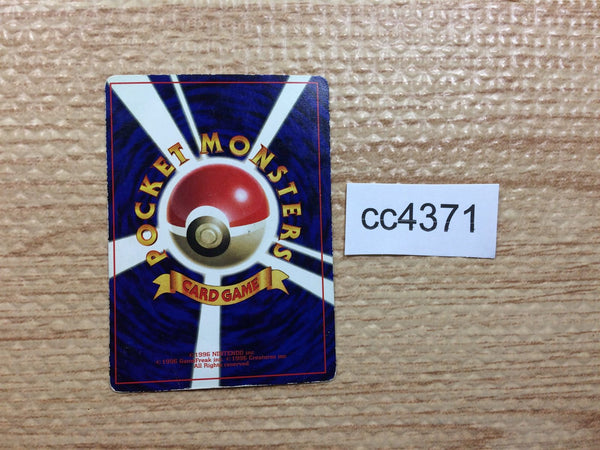 POCKET MONSTERS
CARD GAME
© 1996 NINTENDO inc.
© 1996 Game Freak inc. © 1996 Creatures inc.
All Rights reserved
cc4371